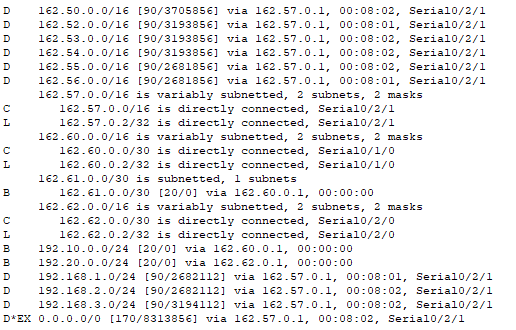 D 162.50.0.0/16 [90/3705856] via 162.57.0.1, 00:08:02, Serial0/2/1
D 162.52.0.0/16 [90/3193856] via 162.57.0.1, 00:08:01, Serial0/2/1
D 162.53.0.0/16 [90/3193856] via 162.57.0.1, 00:08:02, Serial0/2/1
D 162.54.0.0/16 [90/3193856] via 162.57.0.1, 00:08:02, Serial0/2/1
D 162.55.0.0/16 [90/2681856] via 162.57.0.1, 00:08:02, Serial0/2/1
D 162.56.0.0/16 [90/2681856] via 162.57.0.1, 00:08:01, Serial0/2/1
162.57.0.0/16 is variably subnetted, 2 subnets, 2 masks
C 162.57.0.0/16 is directly connected, Serial0/2/1
L 162.57.0.2/32 is directly connected, Serial0/2/1
162.60.0.0/16 is variably subnetted, 2 subnets, 2 masks
C 162.60.0.0/30 is directly connected, Serial0/1/0
L 162.60.0.2/32 is directly connected, Serial0/1/0
162.61.0.0/30 is subnetted, 1 subnets
B 162.61.0.0/30 [20/0] via 162.60.0.1, 00:00:00
162.62.0.0/16 is variably subnetted, 2 subnets, 2 masks
C 162.62.0.0/30 is directly connected, Serial0/2/0
L 162.62.0.2/32 is directly connected, Serial0/2/0
B 192.10.0.0/24 [20/0] via 162.60.0.1, 00:00:00
B 192.20.0.0/24 [20/0] via 162.62.0.1, 00:00:00
D 192.168.1.0/24 [90/2682112] via 162.57.0.1, 00:08:01, Serial0/2/1
D 192.168.2.0/24 [90/2682112] via 162.57.0.1, 00:08:02, Serial0/2/1
D 192.168.3.0/24 [90/3194112] via 162.57.0.1, 00:08:02, Serial0/2/1
D*EX 0.0.0.0/0 [170/8313856] via 162.57.0.1, 00:08:02, Serial0/2/1